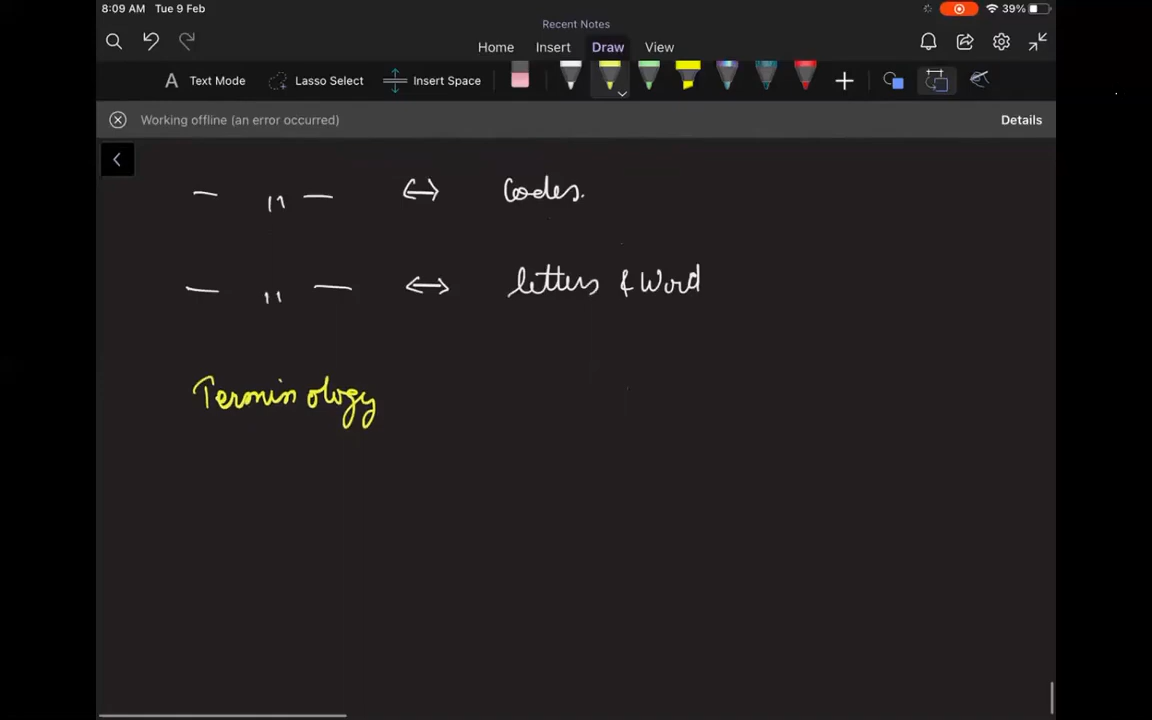 8:09 AM Tue 9 Feb
39%
Recent Notes
Home Insert Draw View
Text Mode Lasso Select Insert Space
Working offline (an error occurred) Details
— " — ⇔ Codes.
— " — ⇔ letters & Word
Terminology